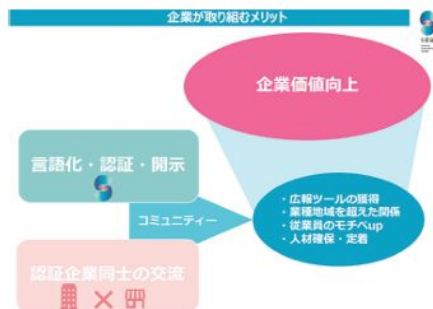 企業が取り組むメリット
企業価値向上
言語化・認証・開示
コミュニティー
・広報ツールの獲得
・業種地域を超えた関係
・従業員のモチベup
・人材確保・定着
認証企業同士の交流